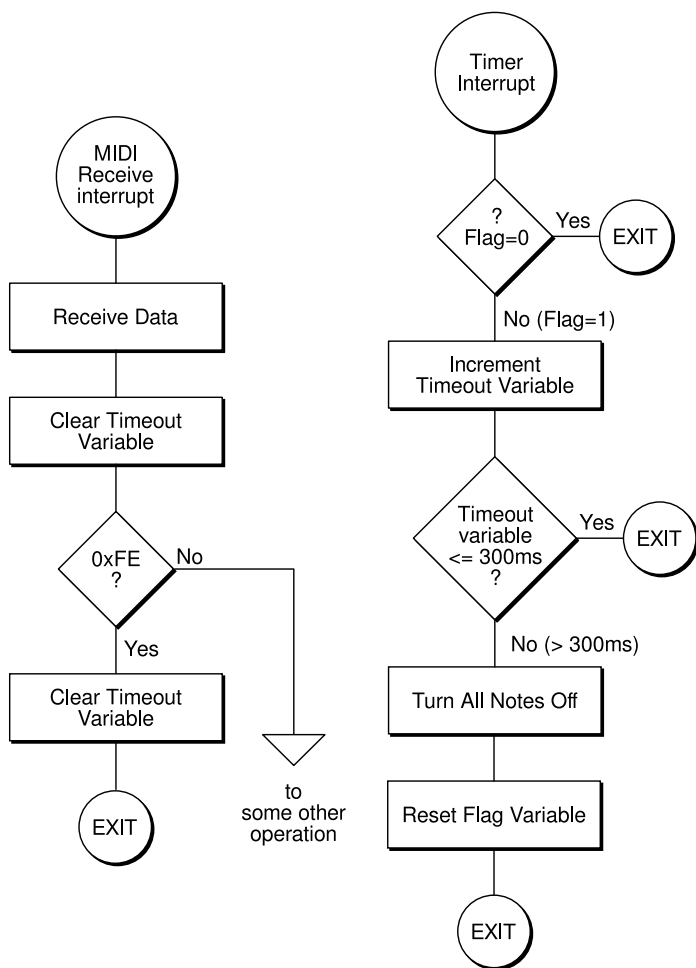 MIDI
Receive
interrupt
Receive Data
Clear Timeout
Variable
0xFE
?
No
Yes
Clear Timeout
Variable
EXIT
to
some other
operation
Timer
Interrupt
?
Flag=0
Yes
EXIT
No (Flag=1)
Increment
Timeout Variable
Timeout
variable
<= 300ms
?
Yes
EXIT
No (> 300ms)
Turn All Notes Off
Reset Flag Variable
EXIT